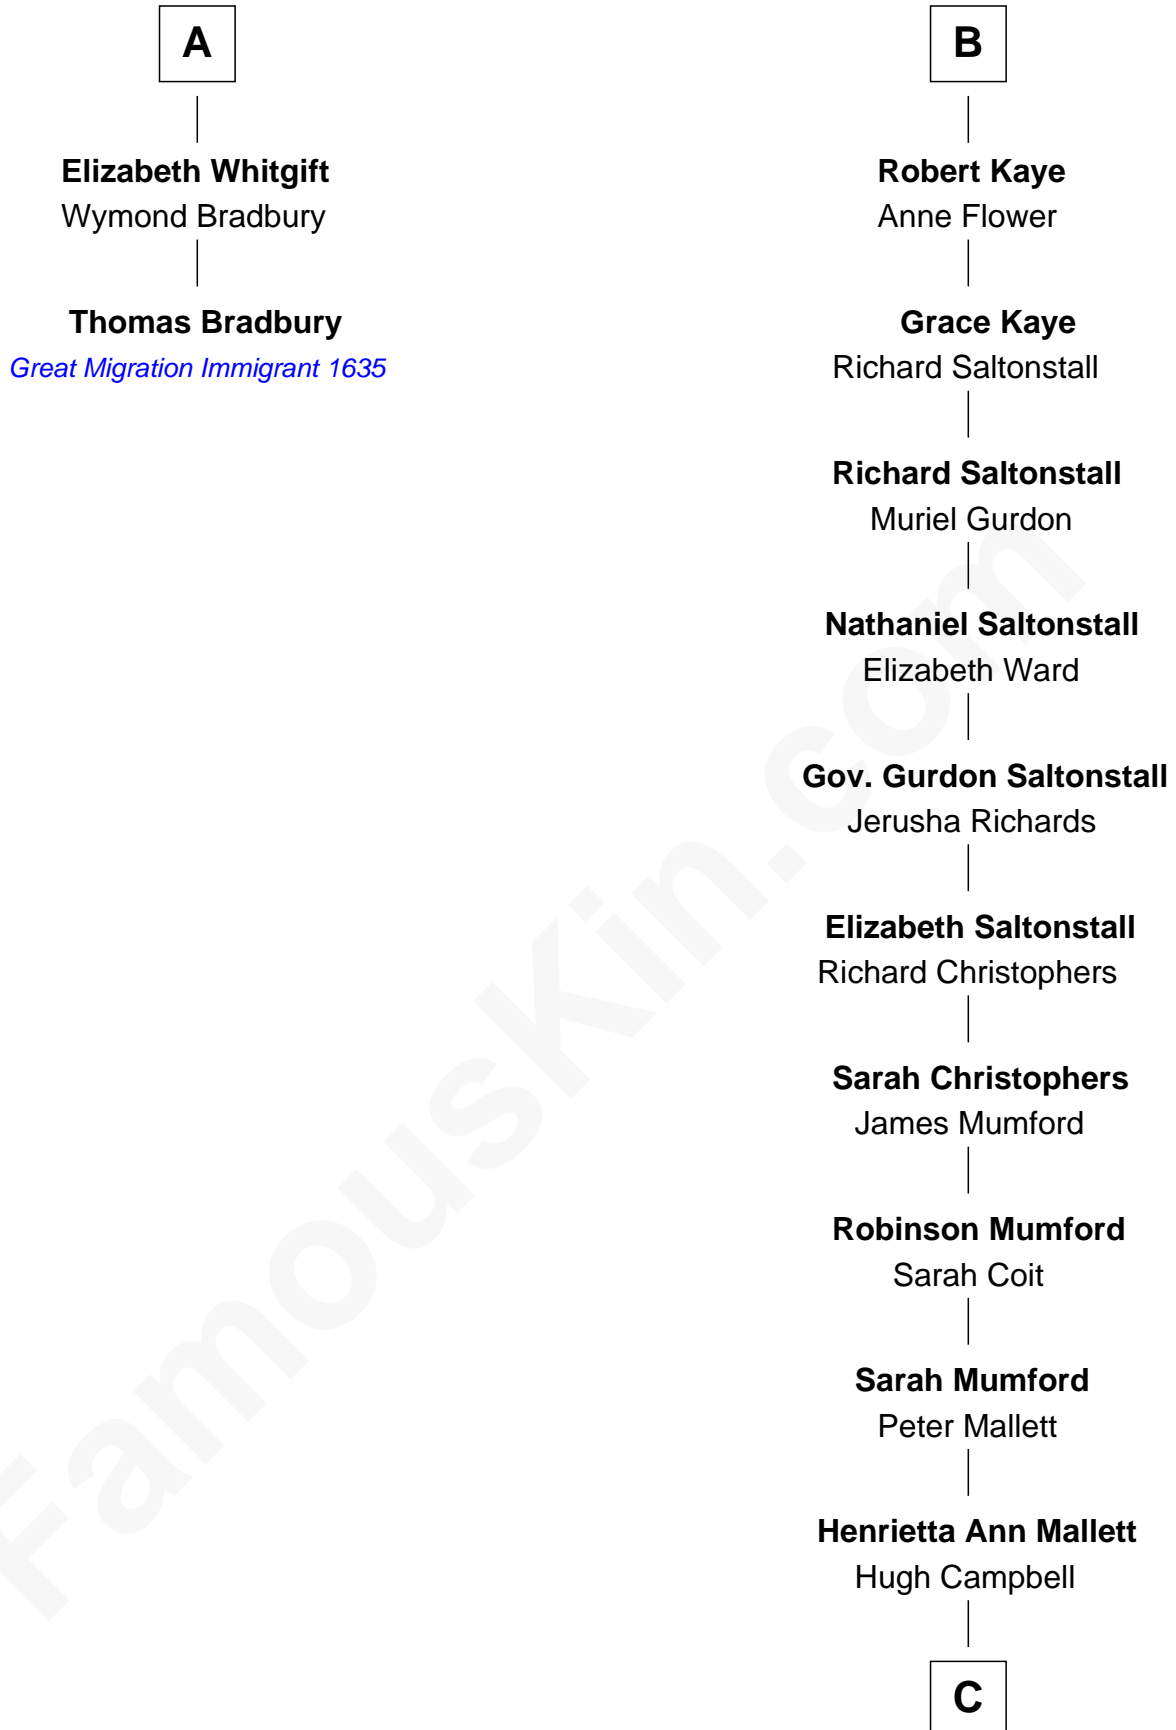 A
Elizabeth Whitgift
Wymond Bradbury
Thomas Bradbury
Great Migration Immigrant 1635
B
Robert Kaye
Anne Flower
Grace Kaye
Richard Saltonstall
Richard Saltonstall
Muriel Gurdon
Nathaniel Saltonstall
Elizabeth Ward
Gov. Gurdon Saltonstall
Jerusha Richards
Elizabeth Saltonstall
Richard Christophers
Sarah Christophers
James Mumford
Robinson Mumford
Sarah Coit
Sarah Mumford
Peter Mallett
Henrietta Ann Mallett
Hugh Campbell
C
FamousKin.com